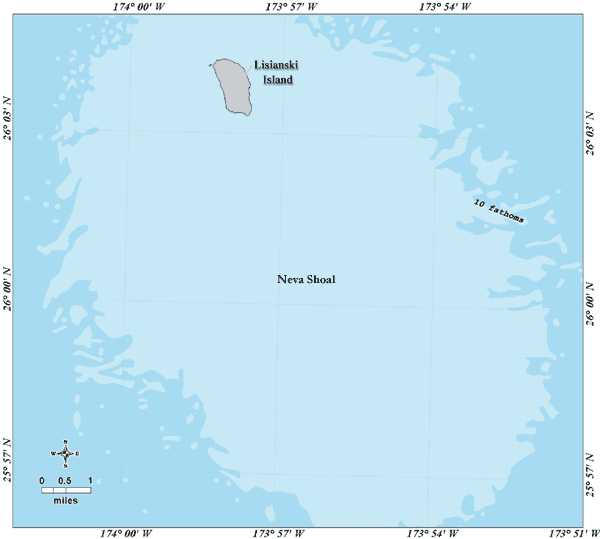 174° 00' W 173° 57' W 173° 54' W
Lisianski
Island
26° 03' N
26° 03' N
10 fathoms
Neva Shoal
26° 00' N
26° 00' N
N
W E
S
25° 57' N
25° 57' N
0 0.5 1
miles
174° 00' W 173° 57' W 173° 54' W 173° 51' W